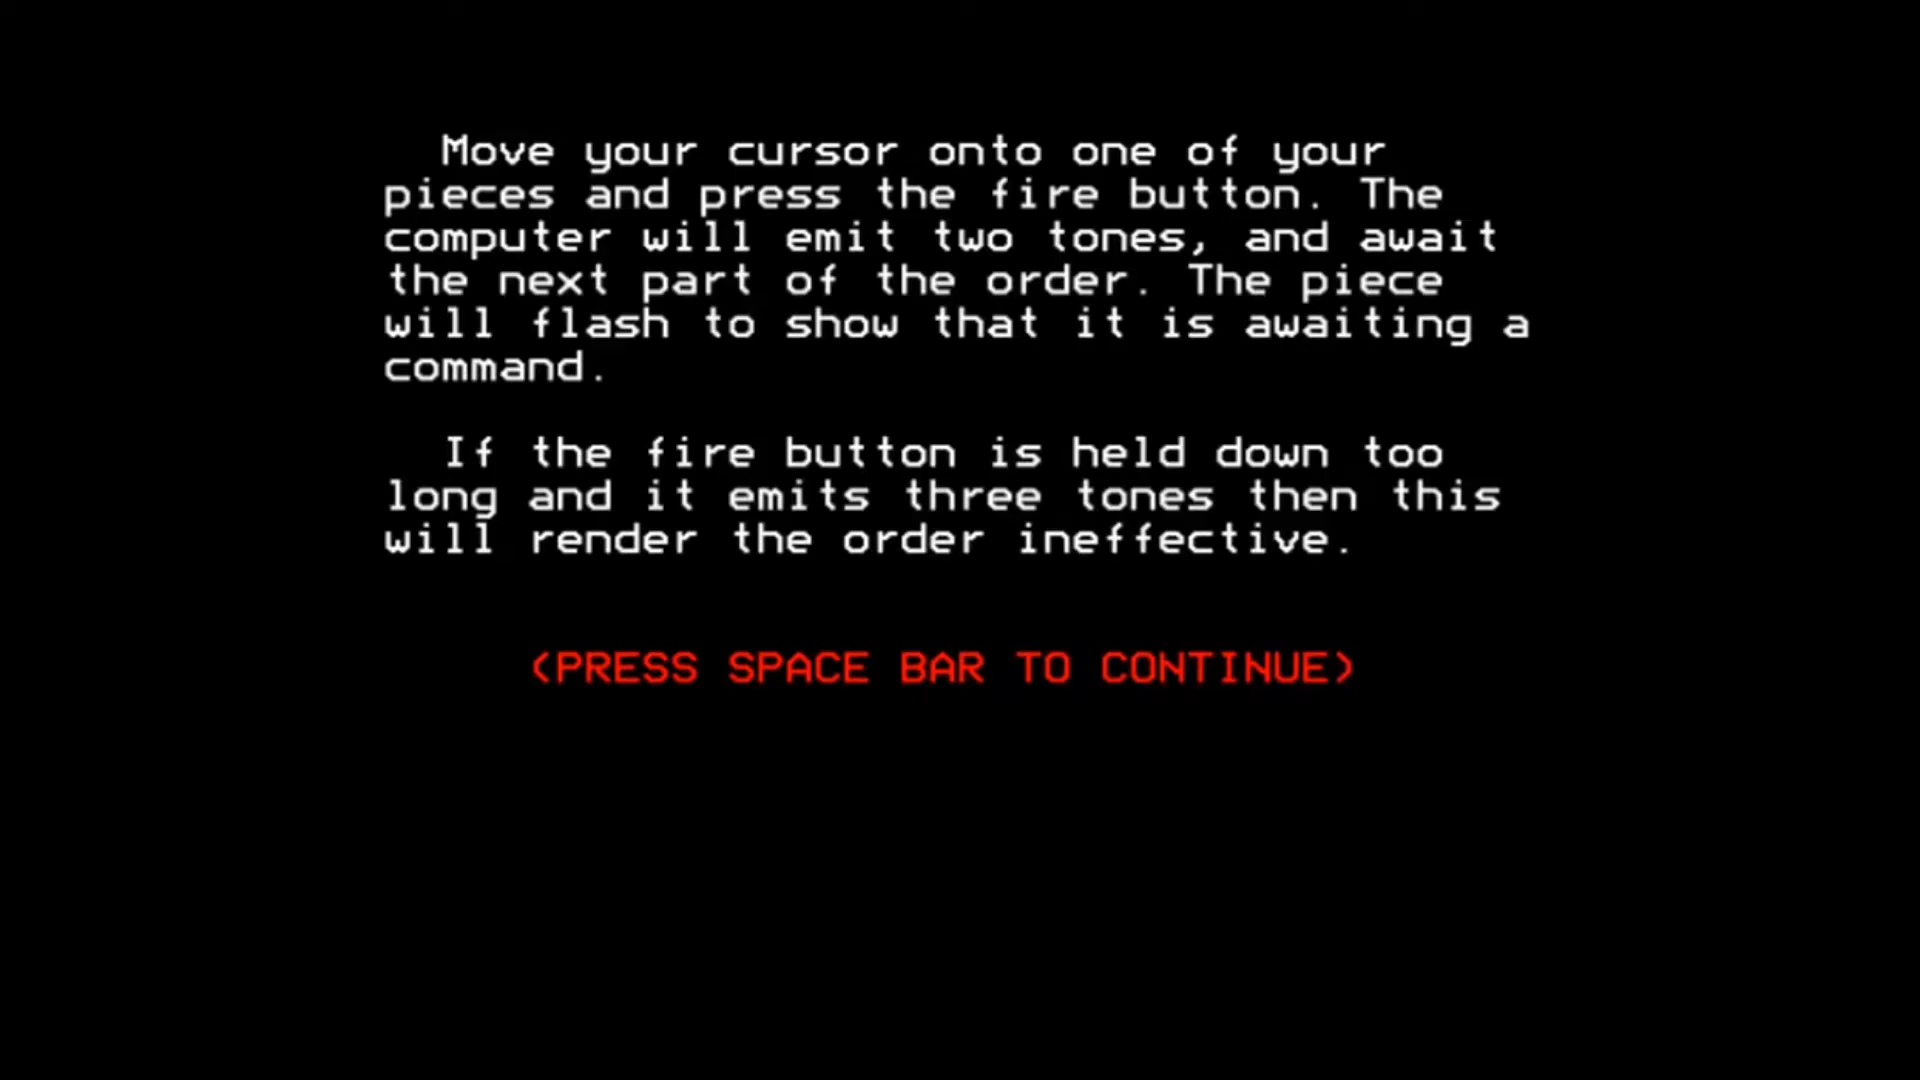 Move your cursor onto one of your
pieces and press the fire button. The
computer will emit two tones, and await
the next part of the order. The piece
will flash to show that it is awaiting a
command.
If the fire button is held down too
long and it emits three tones then this
will render the order ineffective.
(PRESS SPACE BAR TO CONTINUE)